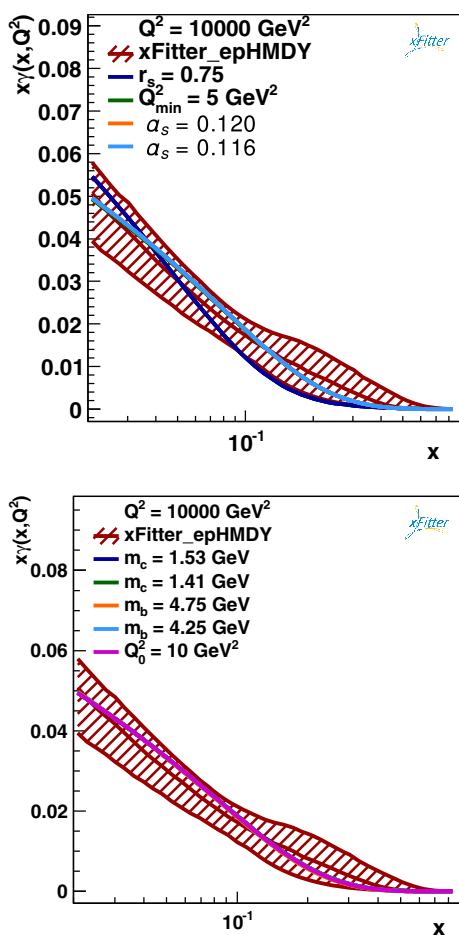 0.09
0.08
0.07
0.06
0.05
0.04
0.03
0.02
0.01
0
xγ(x,Q²)
Q² = 10000 GeV²
xFitter_epHMDY
r_s = 0.75
Q²_min = 5 GeV²
α_s = 0.120
α_s = 0.116
xFitter
10⁻¹
x
0.08
0.06
0.04
0.02
0
xγ(x,Q²)
Q² = 10000 GeV²
xFitter_epHMDY
m_c = 1.53 GeV
m_c = 1.41 GeV
m_b = 4.75 GeV
m_b = 4.25 GeV
Q²_0 = 10 GeV²
xFitter
10⁻¹
x